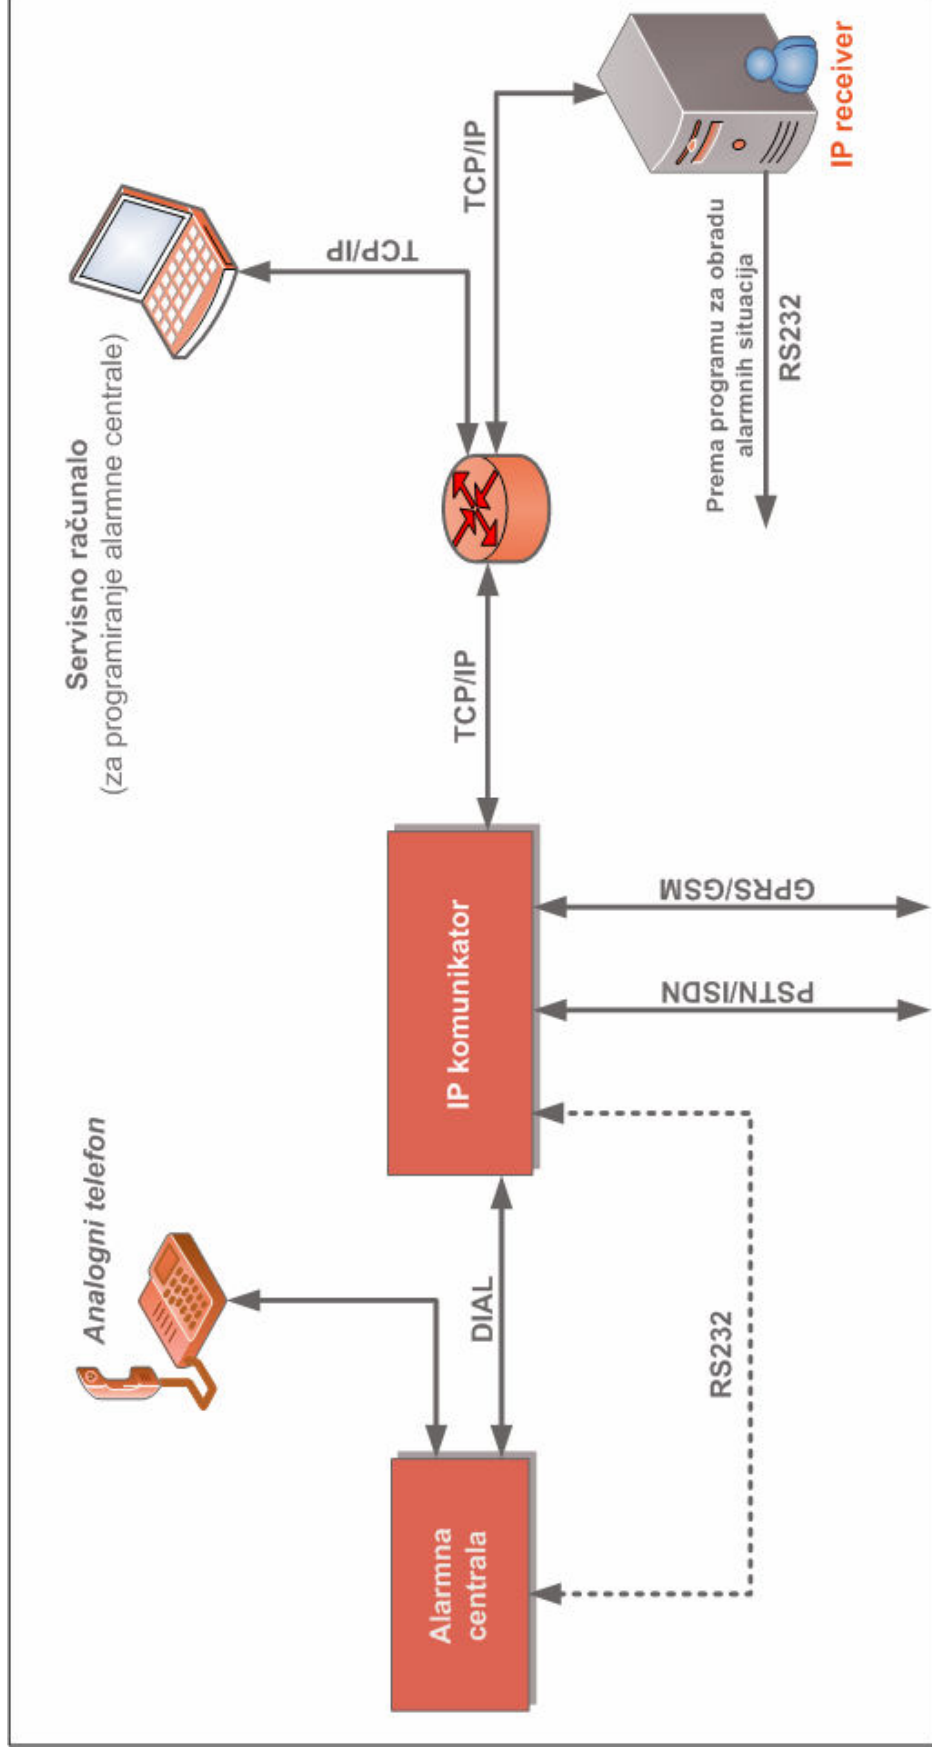 Analogni telefon
Servisno računalo
(za programiranje alarmne centrale)
TCP/IP
TCP/IP
TCP/IP
DIAL
Alarmna
centrala
IP komunikator
RS232
PSTN/ISDN
GPRS/GSM
Prema programu za obradu
alarmnih situacija
RS232
IP receiver